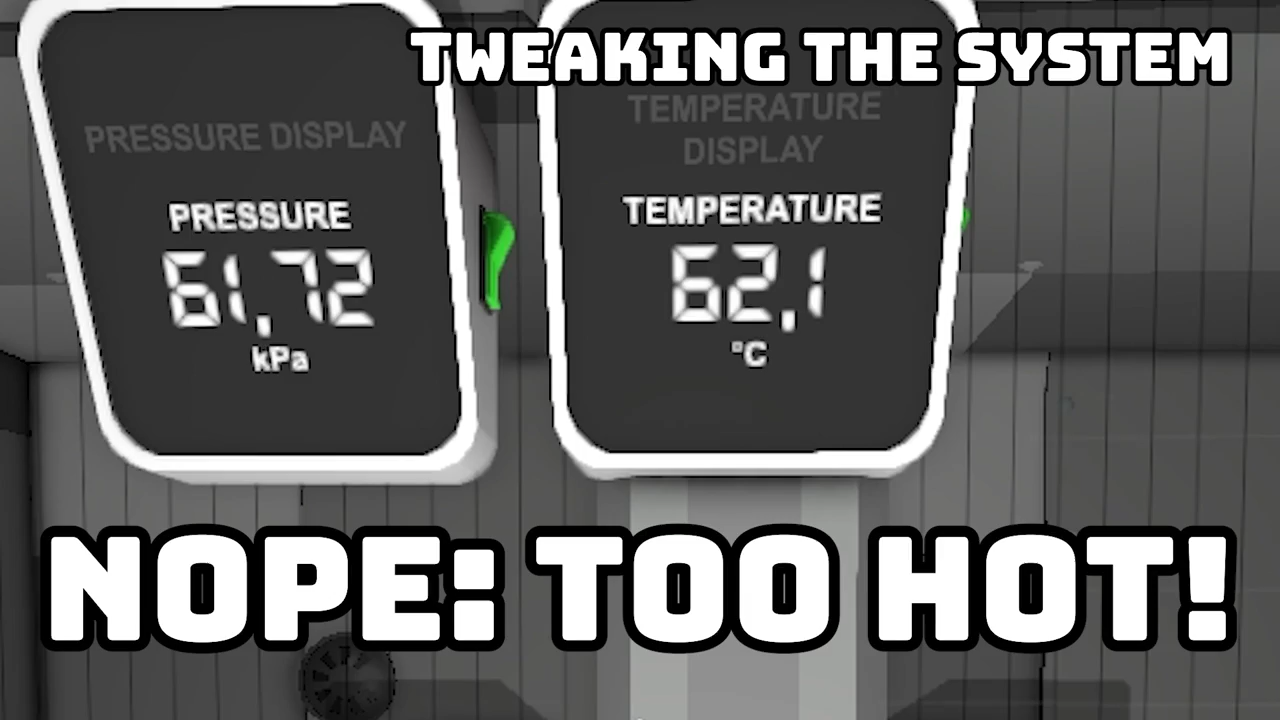 TWEAKING THE SYSTEM
PRESSURE DISPLAY
PRESSURE
61,72
kPa
TEMPERATURE
DISPLAY
TEMPERATURE
62,1
°C
NOPE: TOO HOT!